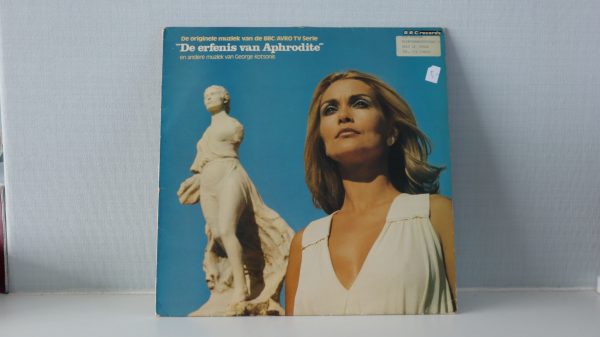 De originele muziek van de BBC AVRO TV Serie
"De erfenis van Aphrodite"
en andere muziek van George Kotsonis
BBC records